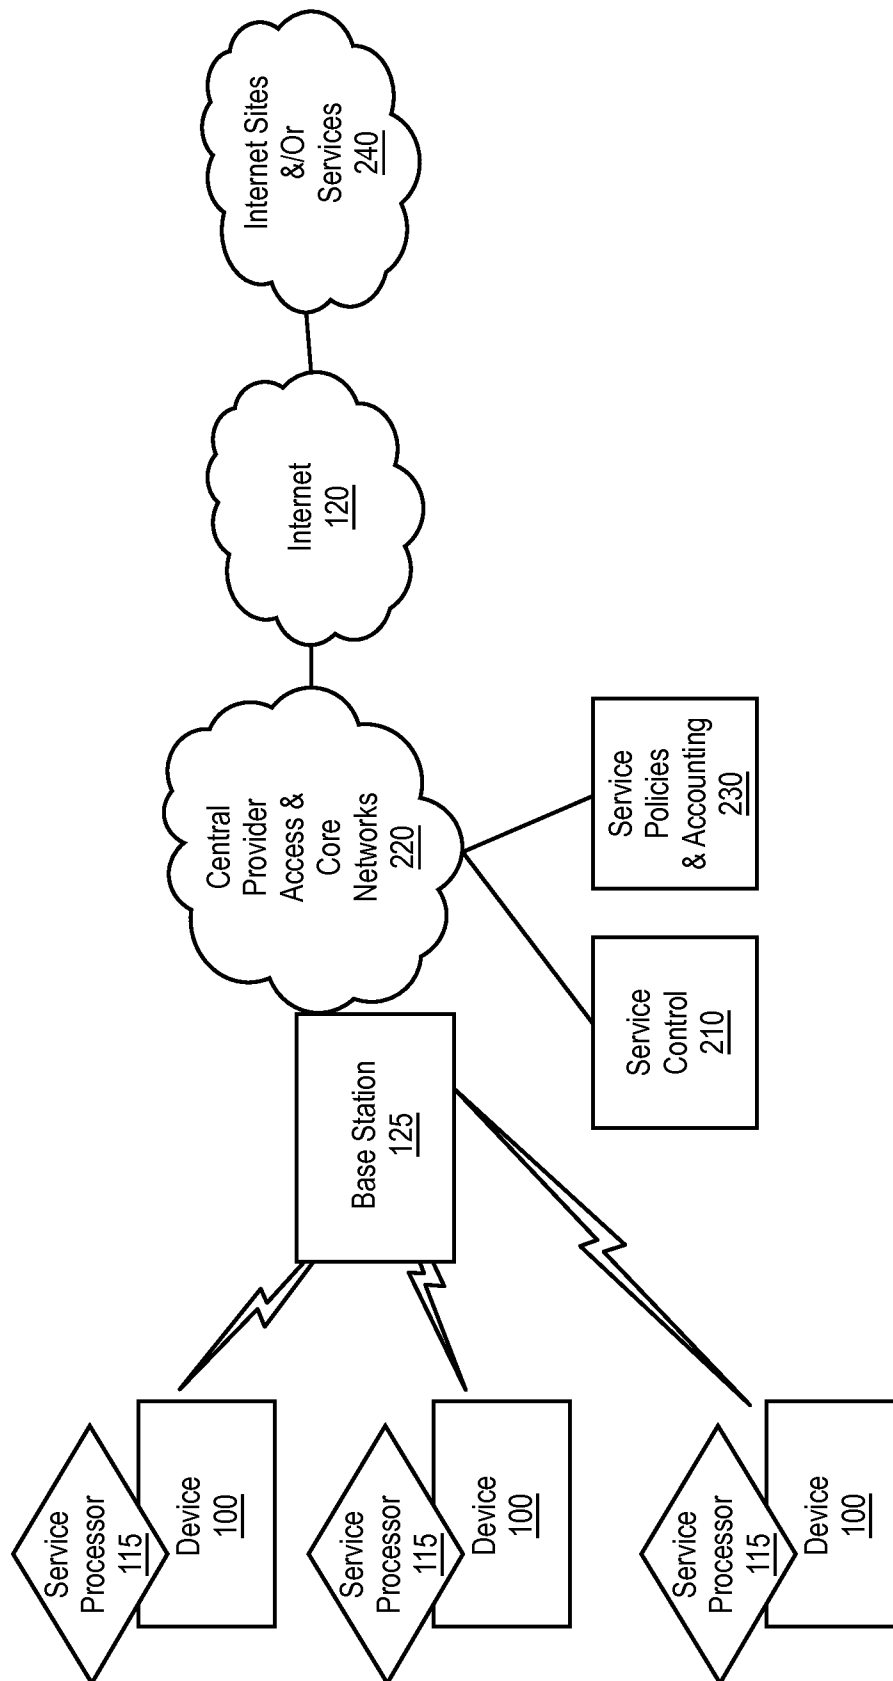 Service
Processor
115
Device
100
Service
Processor
115
Device
100
Service
Processor
115
Device
100
Base Station
125
Service
Control
210
Central
Provider
Access &
Core
Networks
220
Service
Policies
& Accounting
230
Internet
120
Internet Sites
&/Or
Services
240